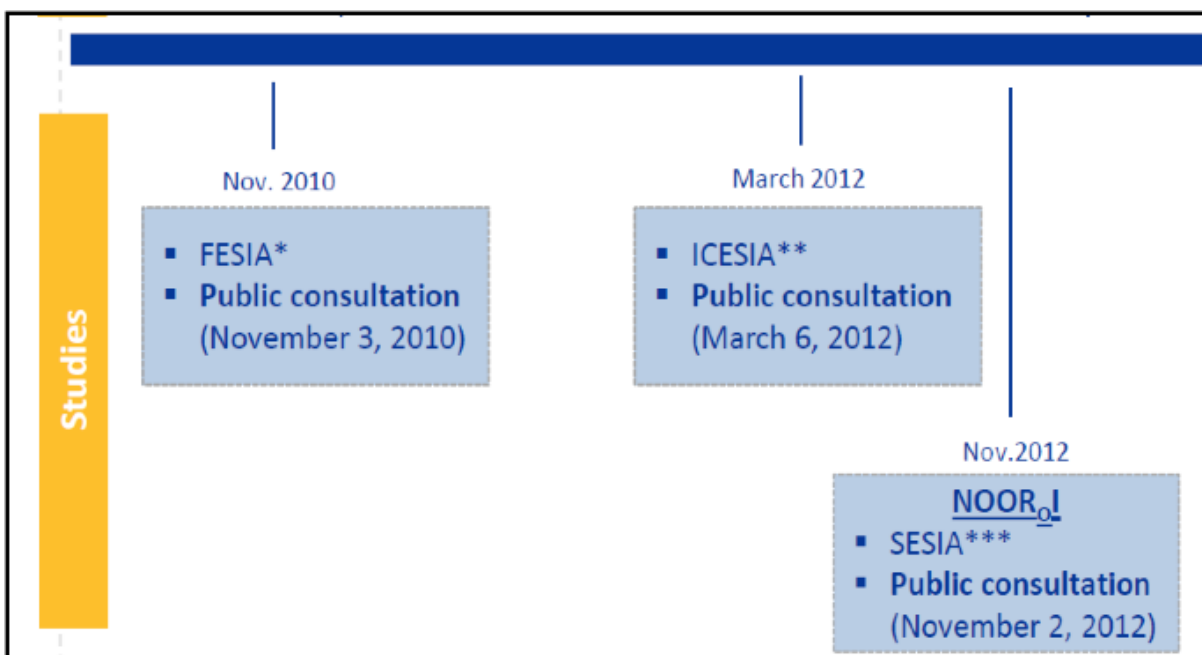 Studies
Nov. 2010
▪ FESIA*
▪ Public consultation
(November 3, 2010)
March 2012
▪ ICESIA**
▪ Public consultation
(March 6, 2012)
Nov.2012
NOORoI
▪ SESIA***
▪ Public consultation
(November 2, 2012)